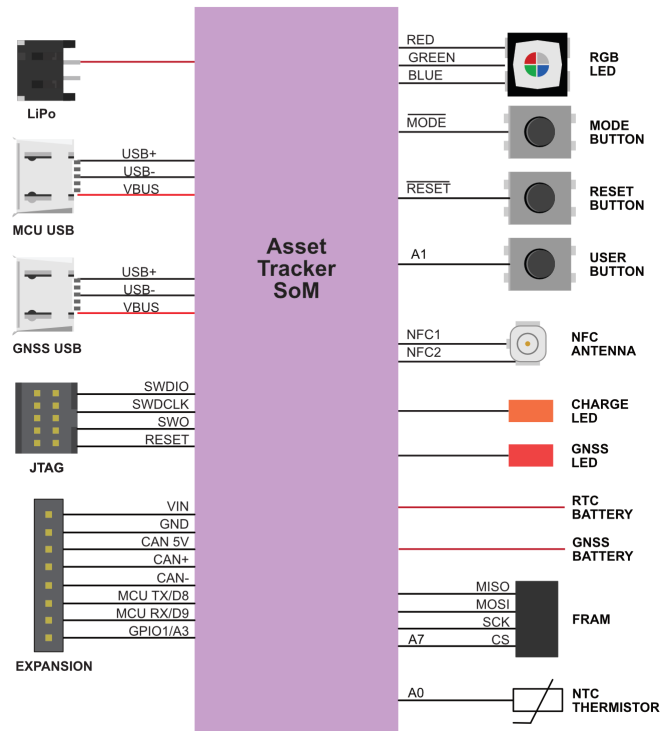 LiPo
USB+
USB-
VBUS
MCU USB
USB+
USB-
VBUS
GNSS USB
SWDIO
SWDCLK
SWO
RESET
JTAG
VIN
GND
CAN 5V
CAN+
CAN-
MCU TX/D8
MCU RX/D9
GPIO1/A3
EXPANSION
Asset
Tracker
SoM
RED
GREEN
BLUE
RGB
LED
MODE
MODE
BUTTON
RESET
RESET
BUTTON
A1
USER
BUTTON
NFC1
NFC2
NFC
ANTENNA
CHARGE
LED
GNSS
LED
RTC
BATTERY
GNSS
BATTERY
MISO
MOSI
SCK
A7 CS
FRAM
A0
NTC
THERMISTOR